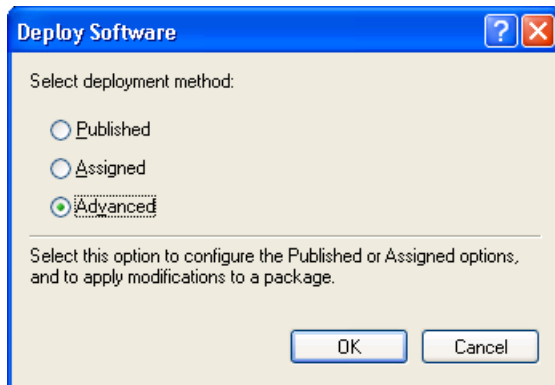 Deploy Software
Select deployment method:
Published
Assigned
Advanced
Select this option to configure the Published or Assigned options,
and to apply modifications to a package.
OK Cancel